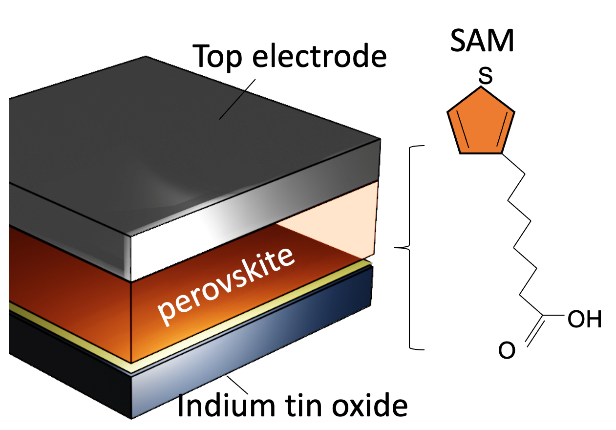 Top electrode
SAM
S
perovskite
OH
O
Indium tin oxide